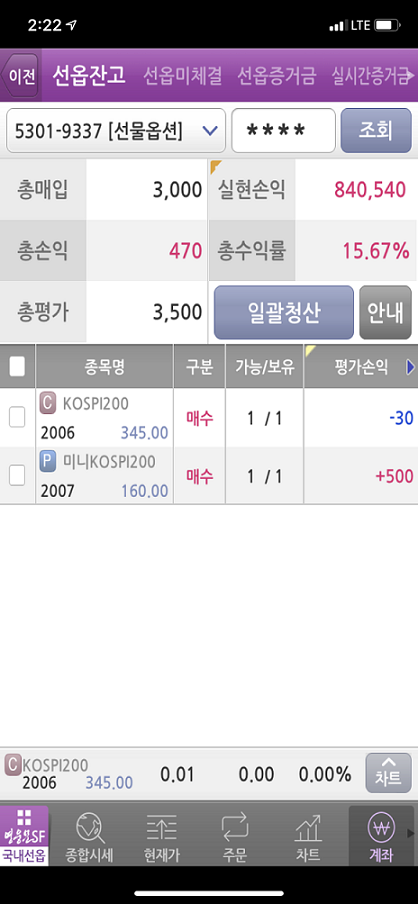 2:22 LTE
이전 선옵잔고 선옵미체결 선옵증거금 실시간증거금
5301-9337 [선물옵션] **** 조회
총매입 3,000 실현손익 840,540
총손익 470 총수익률 15.67%
총평가 3,500 일괄청산 안내
종목명 구분 가능/보유 평가손익
C KOSPI200
2006 345.00 매수 1 / 1 -30
P 미니KOSPI200
2007 160.00 매수 1 / 1 +500
C KOSPI200
2006 345.00 0.01 0.00 0.00% 차트
영웅문SF
국내선옵 종합시세 현재가 주문 차트 계좌